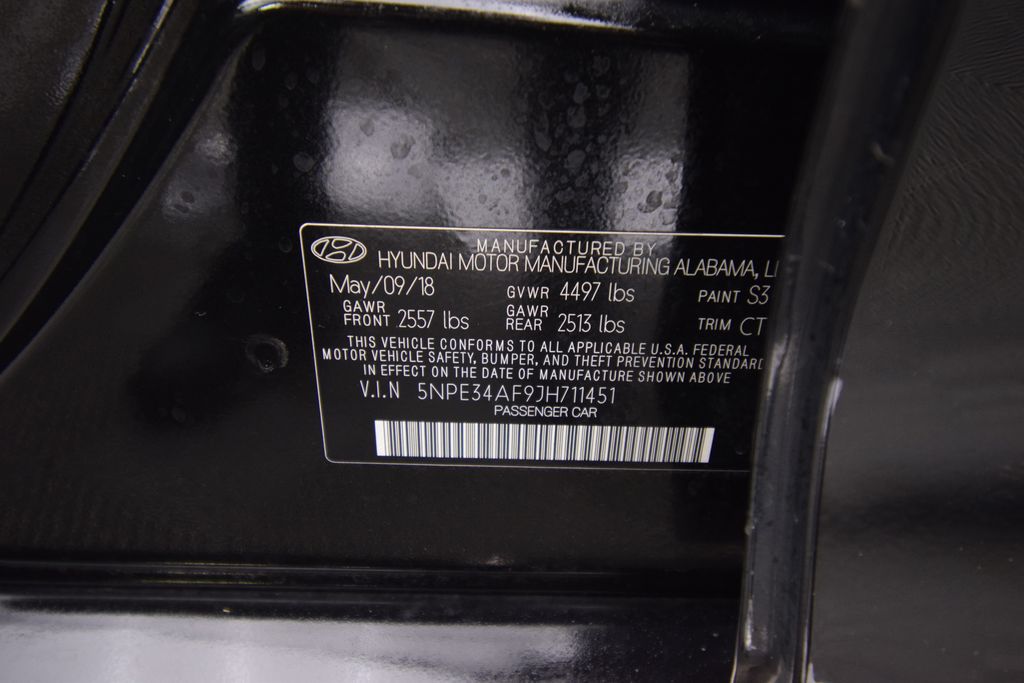 MANUFACTURED BY
HYUNDAI MOTOR MANUFACTURING ALABAMA,
May/09/18 GVWR 4497 lbs PAINT S3
GAWR FRONT 2557 lbs GAWR REAR 2513 lbs TRIM CT
THIS VEHICLE CONFORMS TO ALL APPLICABLE U.S.A. FEDERAL
MOTOR VEHICLE SAFETY, BUMPER, AND THEFT PREVENTION STANDARD
IN EFFECT ON THE DATE OF MANUFACTURE SHOWN ABOVE
V.I.N 5NPE34AF9JH711451
PASSENGER CAR